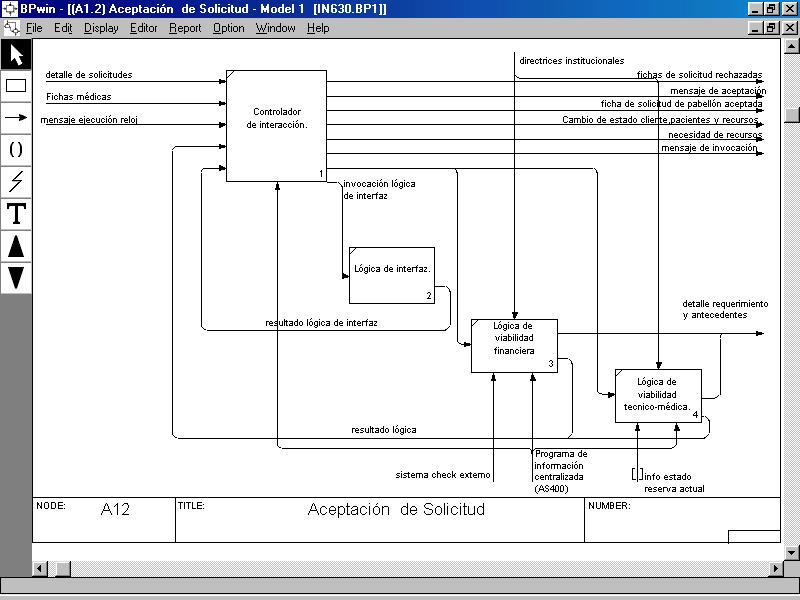 BPwin - [[(A1.2) Aceptación  de Solicitud - Model 1  [IN630.BP1]]
File Edit Display Editor Report Option Window Help
directrices institucionales
detalle de solicitudes
fichas de solicitud rechazadas
mensaje de aceptación
Fichas médicas
ficha de solicitud de pabellón aceptada
Controlador
de interacción.
1
mensaje ejecución reloj
Cambio de estado cliente,pacientes y recursos
necesidad de recursos
mensaje de invocación
invocación lógica
de interfaz
Lógica de interfaz.
2
resultado lógica de interfaz
Lógica de
viabilidad
financiera
3
detalle requerimiento
y antecedentes
Lógica de
viabilidad
tecnico-médica.
4
resultado lógica
sistema check externo
Programa de
información
centralizada
(AS400)
info estado
reserva actual
NODE: A12
TITLE: Aceptación  de Solicitud
NUMBER:
( )
T